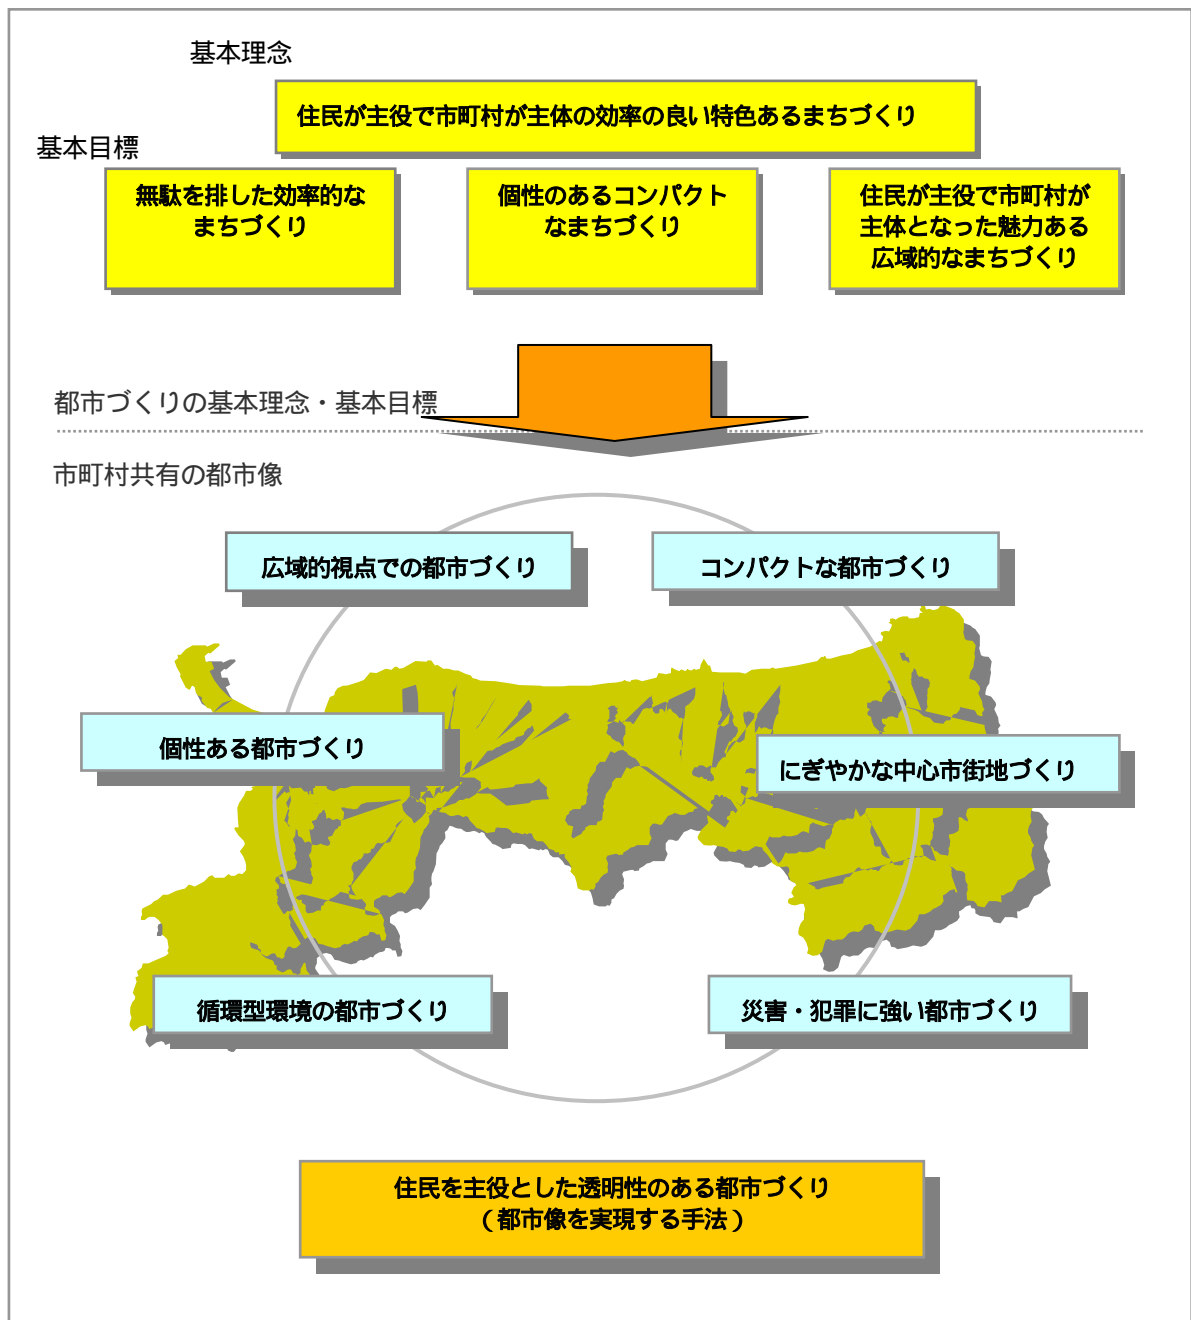 基本理念
住民が主役で市町村が主体の効率の良い特色あるまちづくり
基本目標
無駄を排した効率的な
まちづくり
個性のあるコンパクト
なまちづくり
住民が主役で市町村が
主体となった魅力ある
広域的なまちづくり
都市づくりの基本理念・基本目標
市町村共有の都市像
広域的視点での都市づくり
コンパクトな都市づくり
個性ある都市づくり
にぎやかな中心市街地づくり
循環型環境の都市づくり
災害・犯罪に強い都市づくり
住民を主役とした透明性のある都市づくり
（都市像を実現する手法）